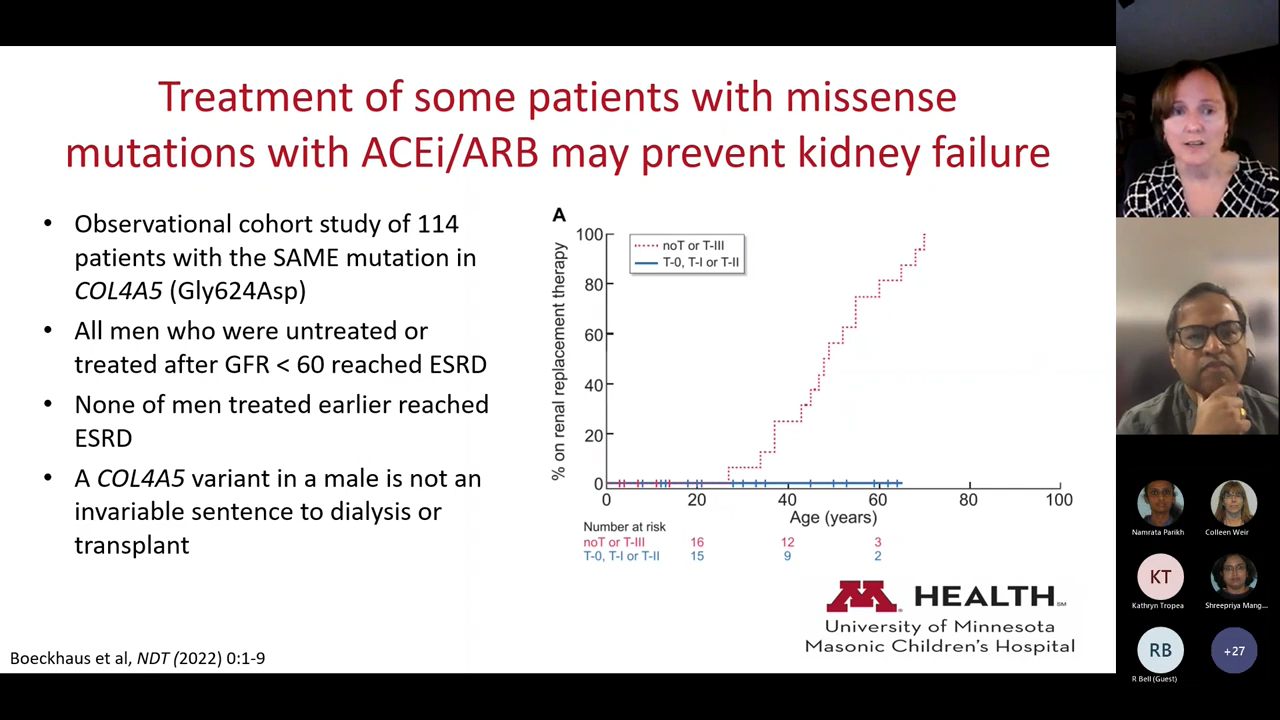 Treatment of some patients with missense
mutations with ACEi/ARB may prevent kidney failure
• Observational cohort study of 114
patients with the SAME mutation in
COL4A5 (Gly624Asp)
• All men who were untreated or
treated after GFR < 60 reached ESRD
• None of men treated earlier reached
ESRD
• A COL4A5 variant in a male is not an
invariable sentence to dialysis or
transplant
A
% on renal replacement therapy
100
80
60
40
20
0
noT or T-III
T-0, T-I or T-II
0 20 40 60 80 100
Age (years)
Number at risk
noT or T-III 16 12 3
T-0, T-I or T-II 15 9 2
M HEALTH SM
University of Minnesota
Masonic Children's Hospital
Boeckhaus et al, NDT (2022) 0:1-9
Namrata Parikh
Colleen Weir
KT
Kathryn Tropea
Shreepriya Mang...
RB
R Bell (Guest)
+27